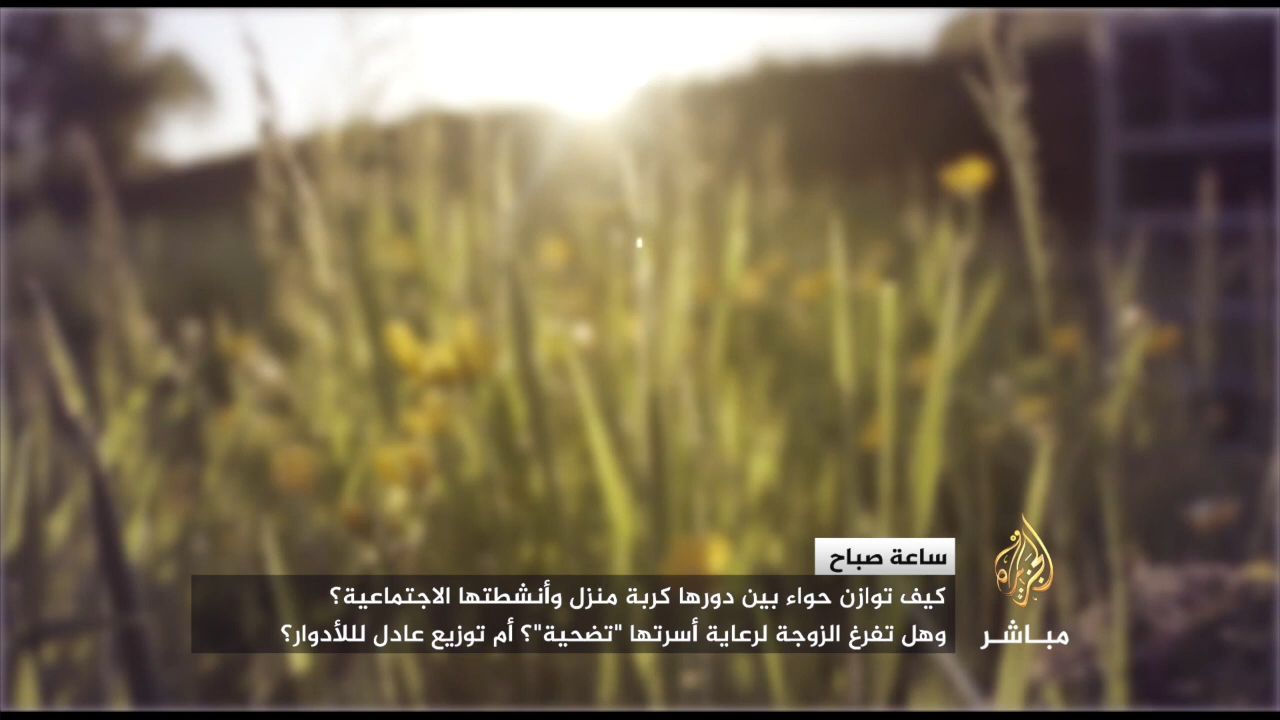 ساعة صباح
كيف توازن حواء بين دورها كربة منزل وأنشطتها الاجتماعية؟
وهل تفرغ الزوجة لرعاية أسرتها "تضحية"؟ أم توزيع عادل لللأدوار؟
الجزيرة
مباشر